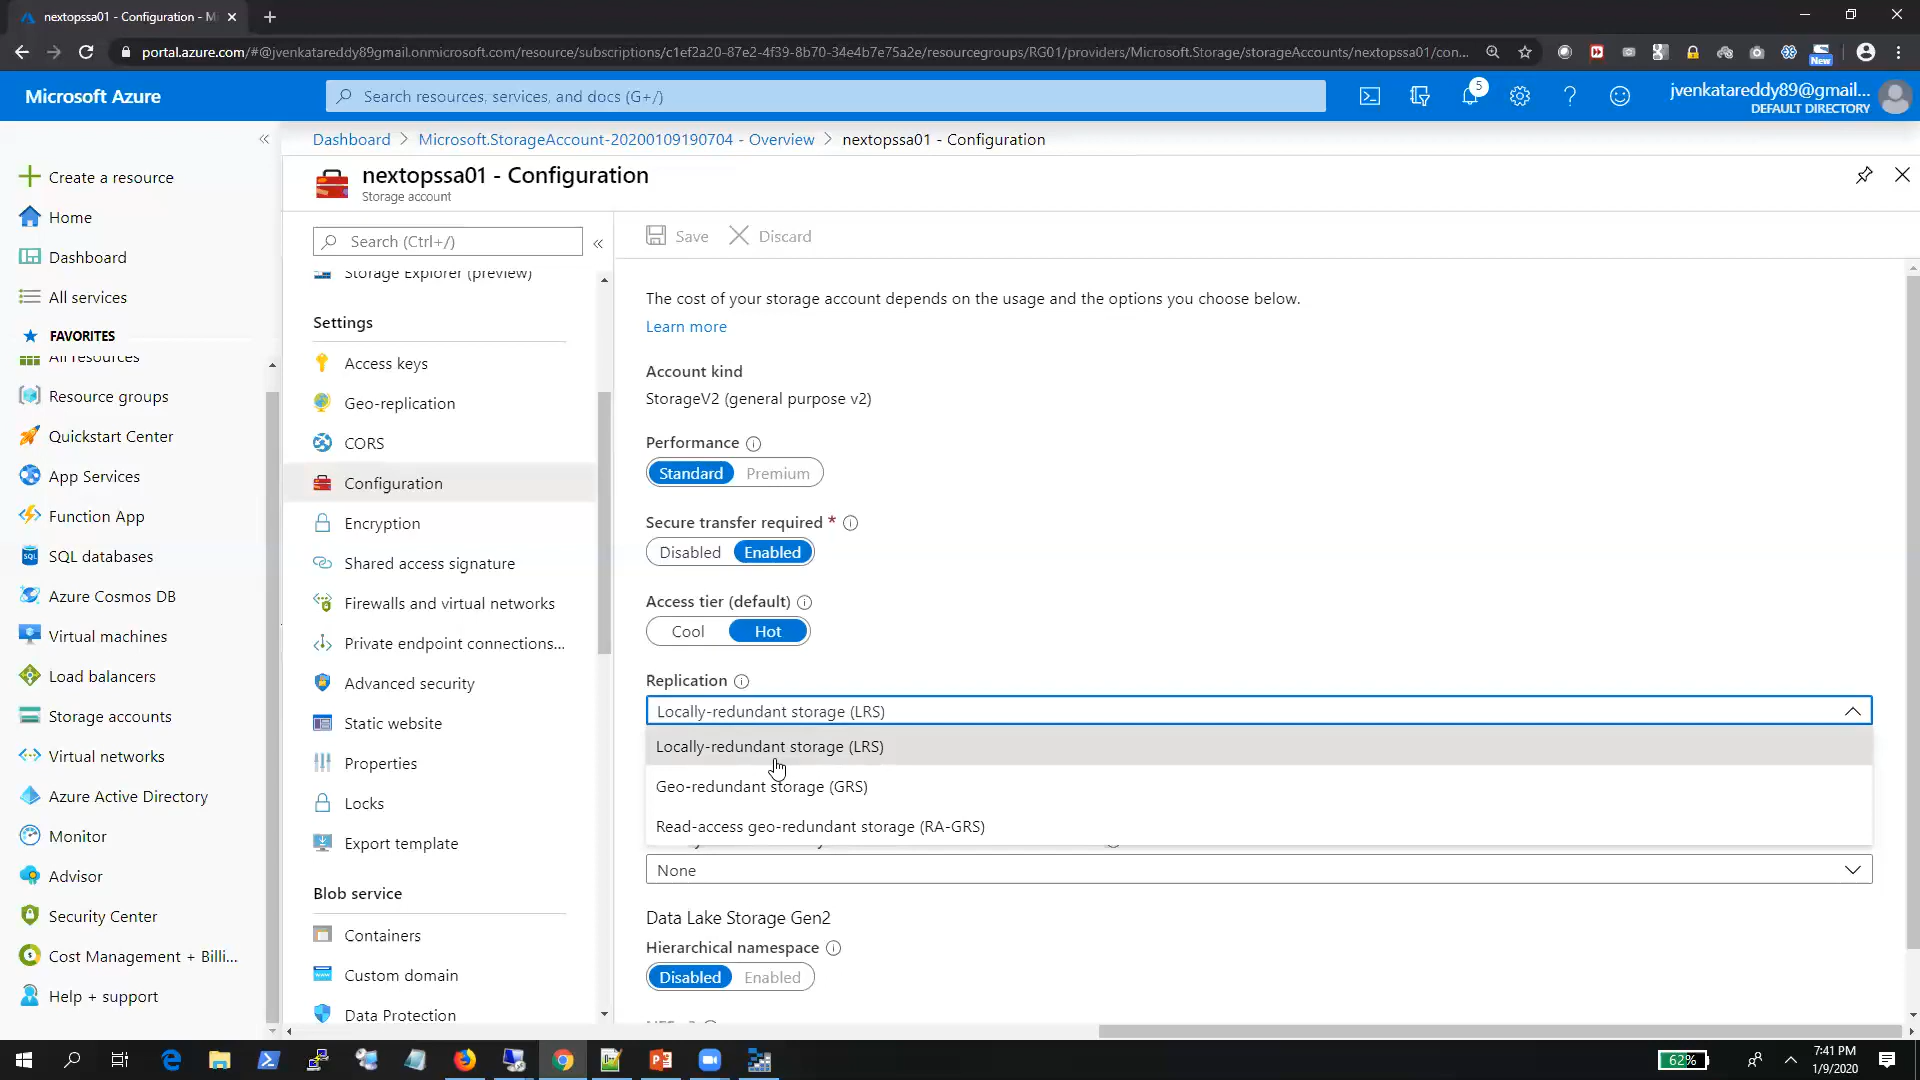 nextopssa01 - Configuration - Mi
portal.azure.com/#@jvenkatareddy89gmail.onmicrosoft.com/resource/subscriptions/c1ef2a20-87e2-4f39-8b70-34e4b7e75a2e/resourcegroups/RG01/providers/Microsoft.Storage/storageAccounts/nextopssa01/con...
New
Microsoft Azure
Search resources, services, and docs (G+/)
5
jvenkatareddy89@gmail....
DEFAULT DIRECTORY
Dashboard > Microsoft.StorageAccount-20200109190704 - Overview > nextopssa01 - Configuration
nextopssa01 - Configuration
Storage account
Create a resource
Home
Dashboard
All services
FAVORITES
All resources
Resource groups
Quickstart Center
App Services
Function App
SQL databases
Azure Cosmos DB
Virtual machines
Load balancers
Storage accounts
Virtual networks
Azure Active Directory
Monitor
Advisor
Security Center
Cost Management + Billi...
Help + support
Search (Ctrl+/)
Storage Explorer (preview)
Settings
Access keys
Geo-replication
CORS
Configuration
Encryption
Shared access signature
Firewalls and virtual networks
Private endpoint connections...
Advanced security
Static website
Properties
Locks
Export template
Blob service
Containers
Custom domain
Data Protection
Save Discard
The cost of your storage account depends on the usage and the options you choose below.
Learn more
Account kind
StorageV2 (general purpose v2)
Performance
Standard Premium
Secure transfer required *
Disabled Enabled
Access tier (default)
Cool Hot
Replication
Locally-redundant storage (LRS)
Locally-redundant storage (LRS)
Geo-redundant storage (GRS)
Read-access geo-redundant storage (RA-GRS)
None
Data Lake Storage Gen2
Hierarchical namespace
Disabled Enabled
62%
7:41 PM
1/9/2020